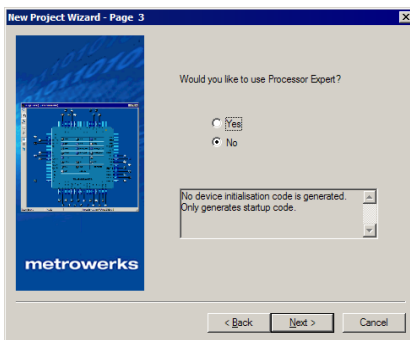 New Project Wizard - Page 3
Would you like to use Processor Expert?
Yes
No
No device initialisation code is generated.
Only generates startup code.
metrowerks
< Back
Next >
Cancel